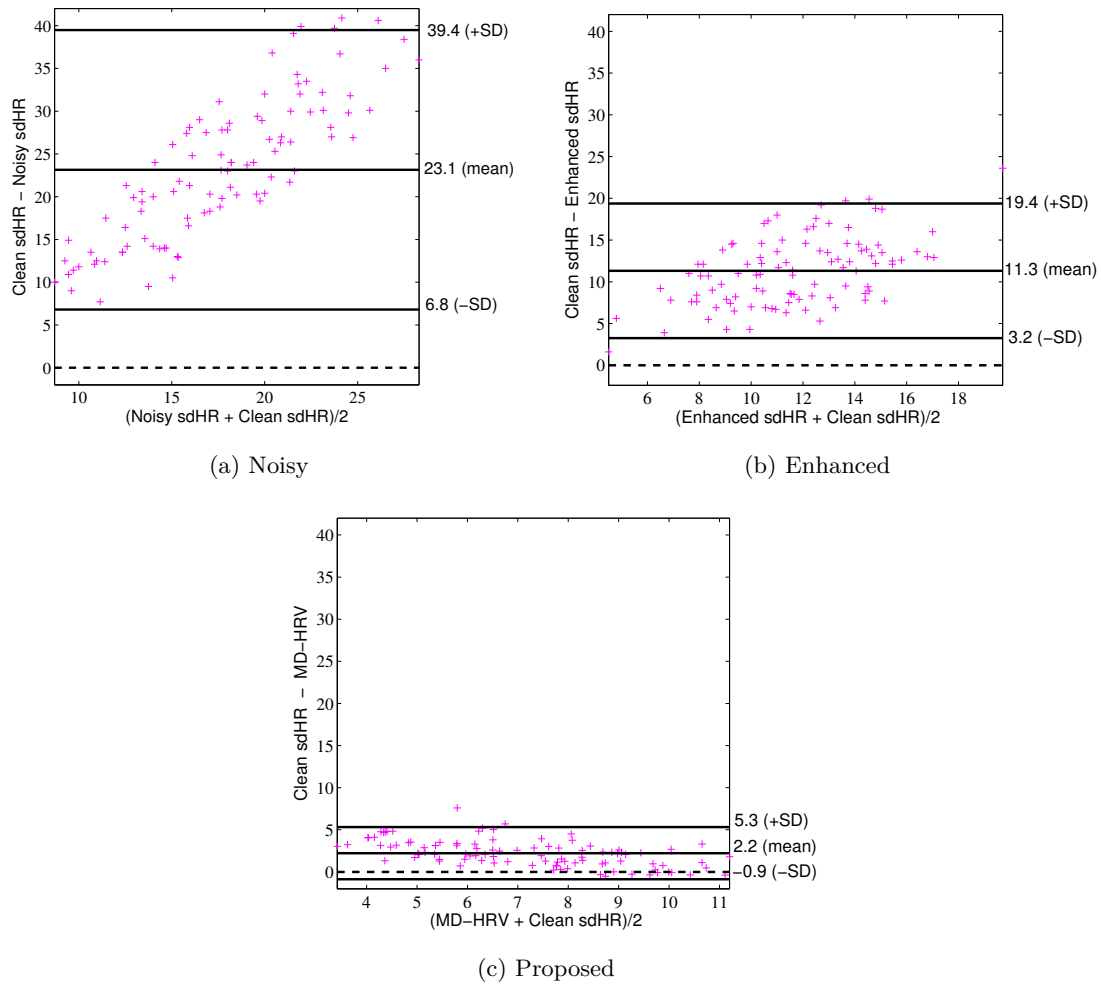 40
35
30
25
20
15
10
5
0
Clean sdHR − Noisy sdHR
39.4 (+SD)
23.1 (mean)
6.8 (−SD)
10 15 20 25
(Noisy sdHR + Clean sdHR)/2
(a) Noisy
40
35
30
25
20
15
10
5
0
Clean sdHR − Enhanced sdHR
19.4 (+SD)
11.3 (mean)
3.2 (−SD)
6 8 10 12 14 16 18
(Enhanced sdHR + Clean sdHR)/2
(b) Enhanced
40
35
30
25
20
15
10
5
0
Clean sdHR − MD−HRV
5.3 (+SD)
2.2 (mean)
−0.9 (−SD)
4 5 6 7 8 9 10 11
(MD−HRV + Clean sdHR)/2
(c) Proposed